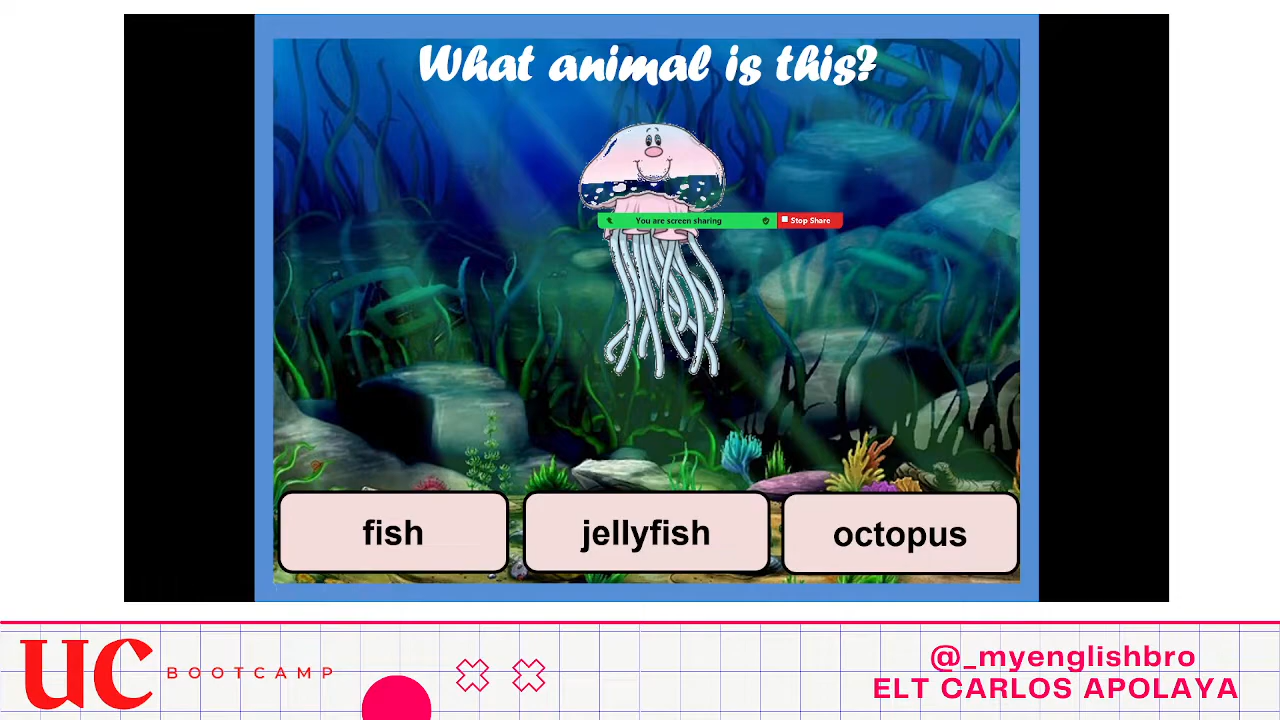 What animal is this?
You are screen sharing
Stop Share
fish
jellyfish
octopus
UC
BOOTCAMP
@_myenglishbro
ELT CARLOS APOLAYA